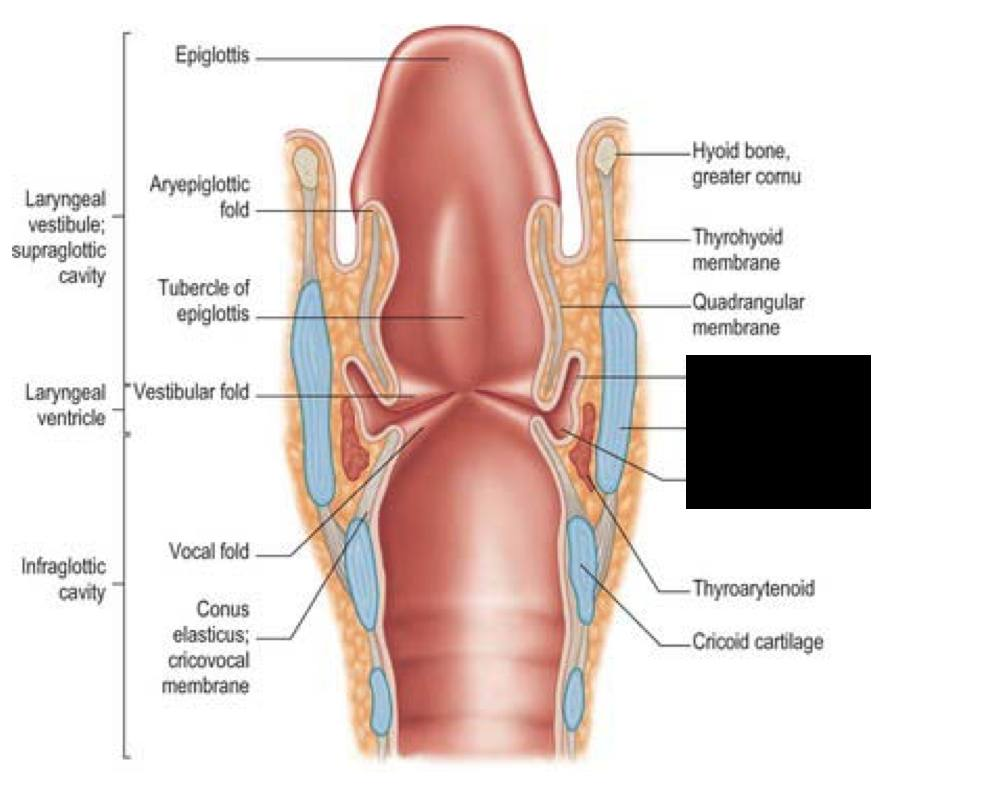 Epiglottis
Aryepiglottic
fold
Laryngeal
vestibule;
supraglottic
cavity
Tubercle of
epiglottis
Laryngeal
ventricle
Vestibular fold
Vocal fold
Infraglottic
cavity
Conus
elasticus;
cricovocal
membrane
Hyoid bone,
greater cornu
Thyrohyoid
membrane
Quadrangular
membrane
Thyroarytenoid
Cricoid cartilage